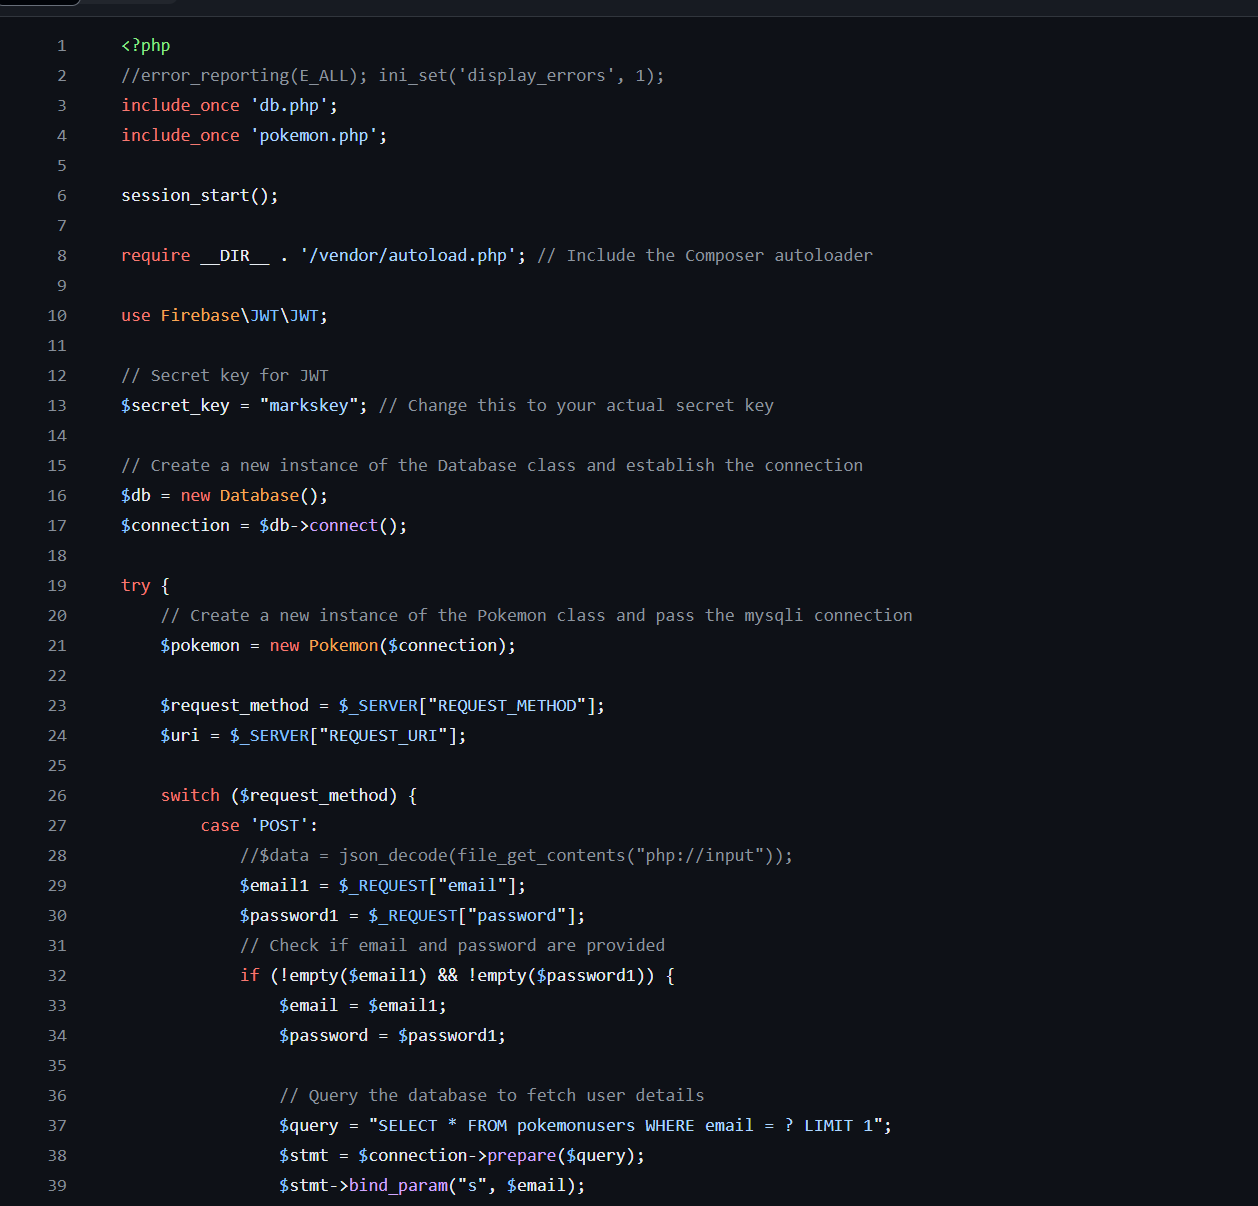 1 <?php
2 //error_reporting(E_ALL); ini_set('display_errors', 1);
3 include_once 'db.php';
4 include_once 'pokemon.php';
5
6 session_start();
7
8 require __DIR__ . '/vendor/autoload.php'; // Include the Composer autoloader
9
10 use Firebase\JWT\JWT;
11
12 // Secret key for JWT
13 $secret_key = "markskey"; // Change this to your actual secret key
14
15 // Create a new instance of the Database class and establish the connection
16 $db = new Database();
17 $connection = $db->connect();
18
19 try {
20     // Create a new instance of the Pokemon class and pass the mysqli connection
21     $pokemon = new Pokemon($connection);
22
23     $request_method = $_SERVER["REQUEST_METHOD"];
24     $uri = $_SERVER["REQUEST_URI"];
25
26     switch ($request_method) {
27         case 'POST':
28             //$data = json_decode(file_get_contents("php://input"));
29             $email1 = $_REQUEST["email"];
30             $password1 = $_REQUEST["password"];
31             // Check if email and password are provided
32             if (!empty($email1) && !empty($password1)) {
33                 $email = $email1;
34                 $password = $password1;
35
36                 // Query the database to fetch user details
37                 $query = "SELECT * FROM pokemonusers WHERE email = ? LIMIT 1";
38                 $stmt = $connection->prepare($query);
39                 $stmt->bind_param("s", $email);